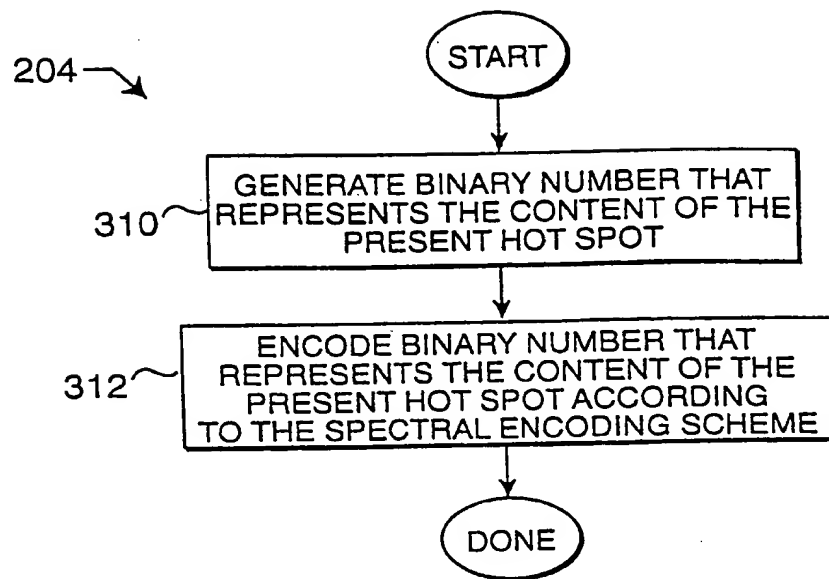 START
204
GENERATE BINARY NUMBER THAT
REPRESENTS THE CONTENT OF THE
PRESENT HOT SPOT
310
ENCODE BINARY NUMBER THAT
REPRESENTS THE CONTENT OF THE
PRESENT HOT SPOT ACCORDING
TO THE SPECTRAL ENCODING SCHEME
312
DONE